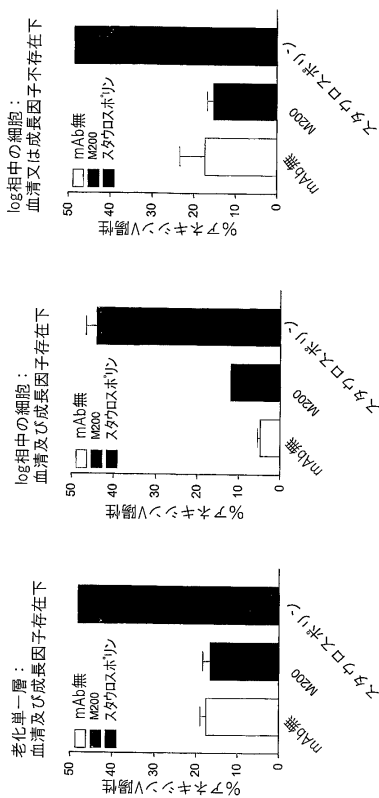 老化単一層：
血清及び成長因子存在下
mAb無
M200
スタウロスポリン
%アネキシンV陽性
50
40
30
20
10
0
mAb無
M200
スタウロスポリン
log相中の細胞：
血清及び成長因子存在下
mAb無
M200
スタウロスポリン
%アネキシンV陽性
50
40
30
20
10
0
mAb無
M200
スタウロスポリン
log相中の細胞：
血清又は成長因子不存在下
mAb無
M200
スタウロスポリン
%アネキシンV陽性
50
40
30
20
10
0
mAb無
M200
スタウロスポリン